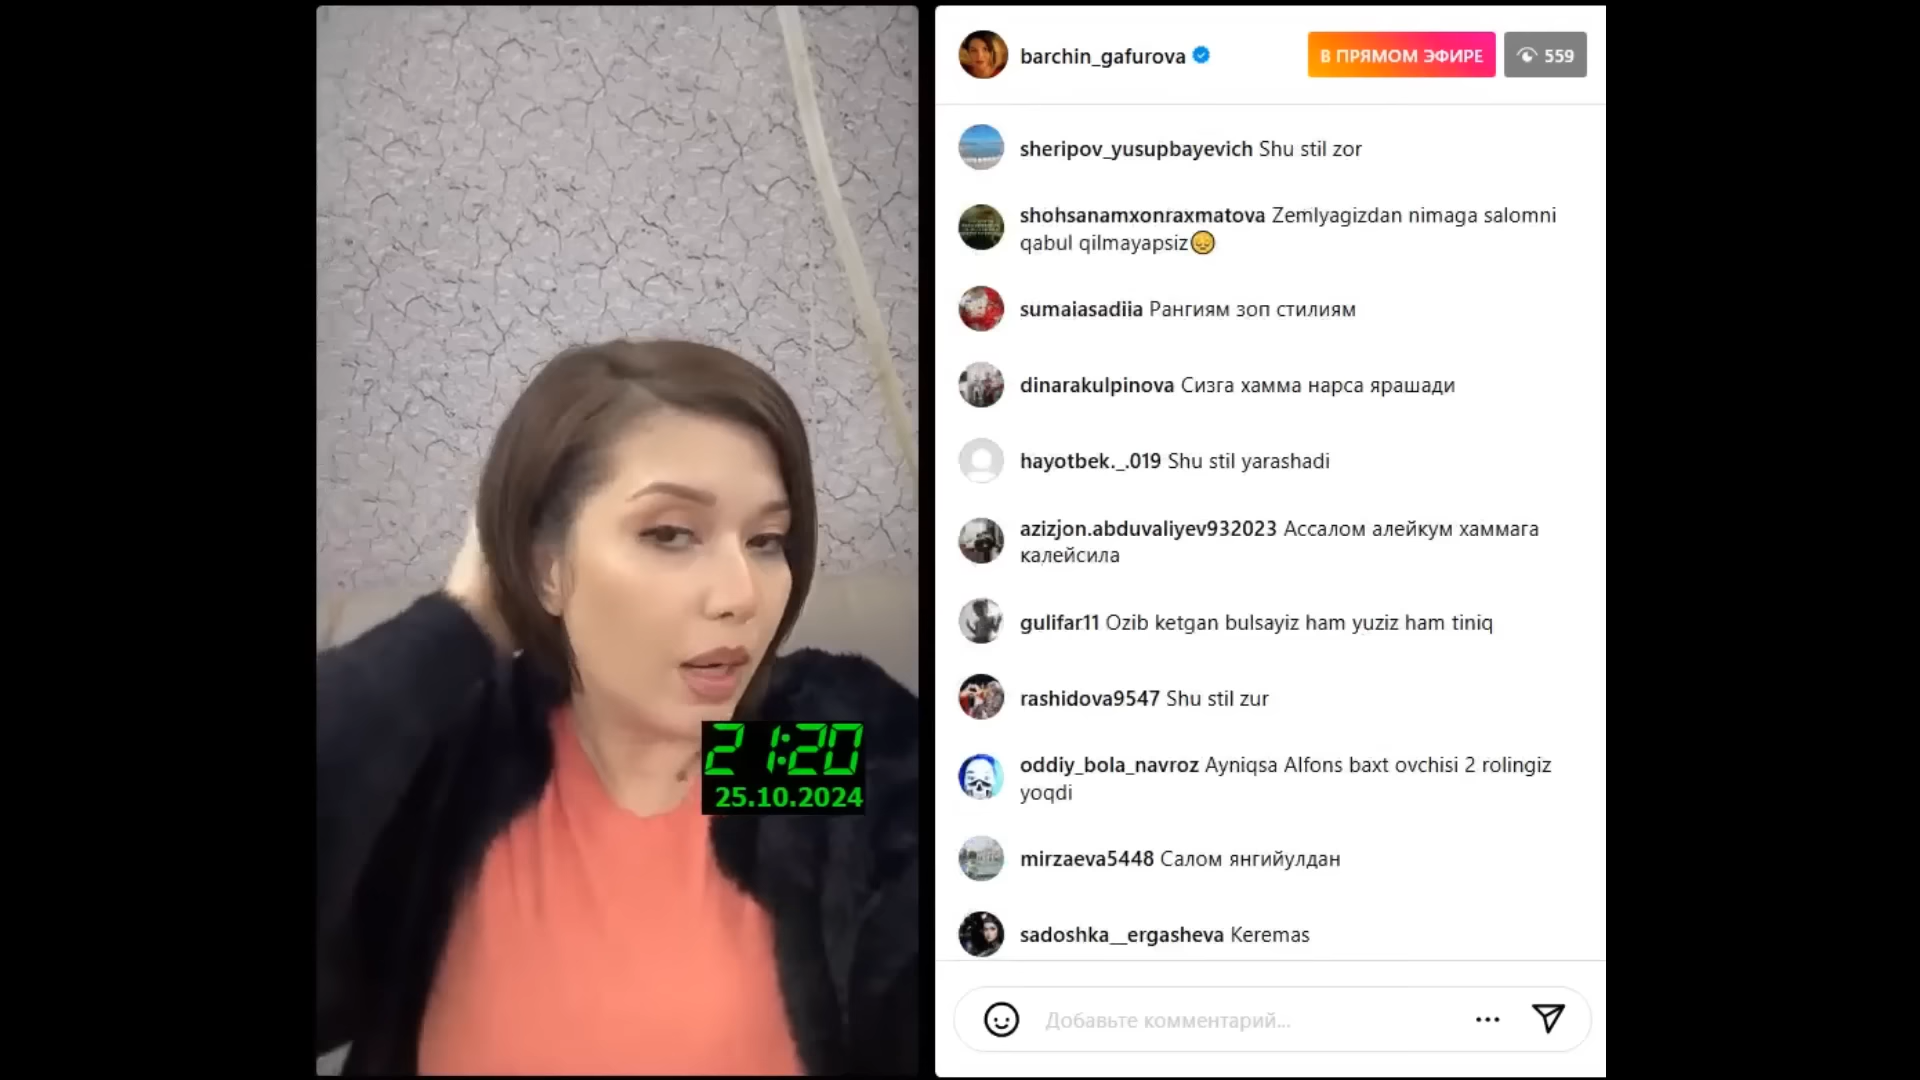 barchin_gafurova
В ПРЯМОМ ЭФИРЕ
559
sheripov_yusupbayevich Shu stil zor
shohsanamxonraxmatova Zemlyagizdan nimaga salomni
qabul qilmayapsiz😞
sumaiasadiia Рангиям зоп стилиям
dinarakulpinova Сизга хамма нарса ярашади
hayotbek._.019 Shu stil yarashadi
azizjon.abduvaliyev932023 Ассалом алейкум хаммага
калейсила
gulifar11 Ozib ketgan bulsayiz ham yuziz ham tiniq
rashidova9547 Shu stil zur
oddiy_bola_navroz Ayniqsa Alfons baxt ovchisi 2 rolingiz
yoqdi
mirzaeva5448 Салом янгийулдан
sadoshka__ergasheva Keremas
Добавьте комментарий...
21:20
25.10.2024